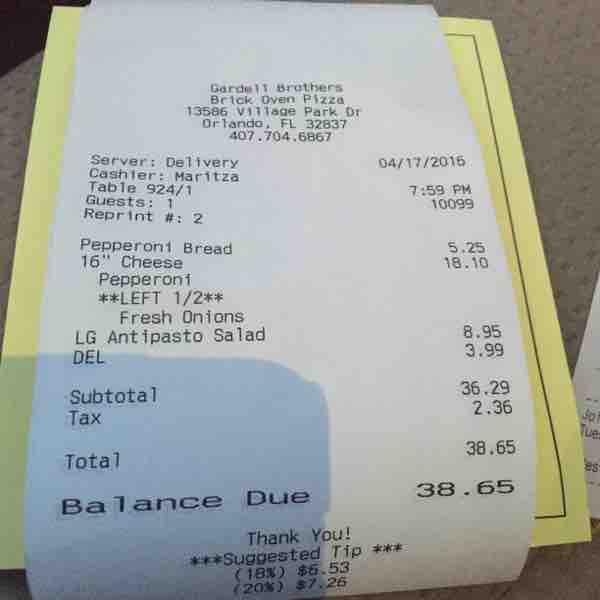 Gardell Brothers
Brick Oven Pizza
13586 Village Park Dr
Orlando, FL 32837
407.704.6867
Server: Delivery 04/17/2015
Cashier: Maritza
Table 924/1 7:59 PM
Guests: 1 10099
Reprint #: 2
Pepperoni Bread 5.25
16" Cheese 18.10
Pepperoni
**LEFT 1/2**
Fresh Onions
LG Antipasto Salad 8.95
DEL 3.99
Subtotal 36.29
Tax 2.36
Total 38.65
Balance Due 38.65
Thank You!
***Suggested Tip ***
(18%) $6.53
(20%) $7.26